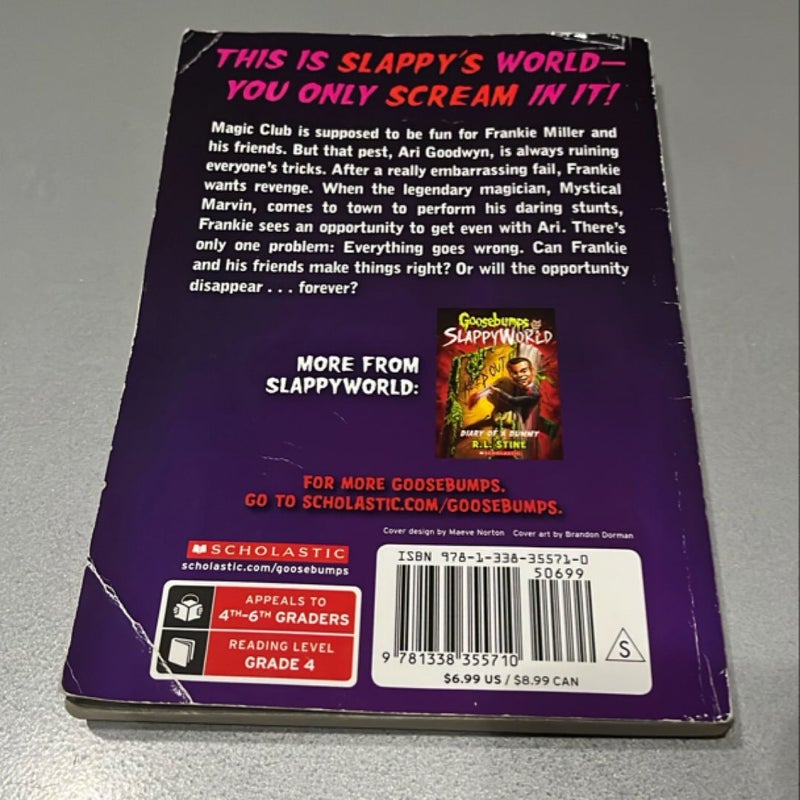 THIS IS SLAPPY'S WORLD—
YOU ONLY SCREAM IN IT!
Magic Club is supposed to be fun for Frankie Miller and
his friends. But that pest, Ari Goodwyn, is always ruining
everyone's tricks. After a really embarrassing fail, Frankie
wants revenge. When the legendary magician, Mystical
Marvin, comes to town to perform his daring stunts,
Frankie sees an opportunity to get even with Ari. There's
only one problem: Everything goes wrong. Can Frankie
and his friends make things right? Or will the opportunity
disappear . . . forever?
Goosebumps
SLAPPYWORLD
KEEP OUT
DIARY OF A DUMMY
R.L. STINE
SCHOLASTIC
MORE FROM
SLAPPYWORLD:
FOR MORE GOOSEBUMPS,
GO TO SCHOLASTIC.COM/GOOSEBUMPS.
Cover design by Maeve Norton Cover art by Brandon Dorman
SCHOLASTIC
scholastic.com/goosebumps
APPEALS TO
4TH–6TH GRADERS
READING LEVEL
GRADE 4
ISBN 978-1-338-35571-0
50699
9 781338 355710
S
$6.99 US / $8.99 CAN